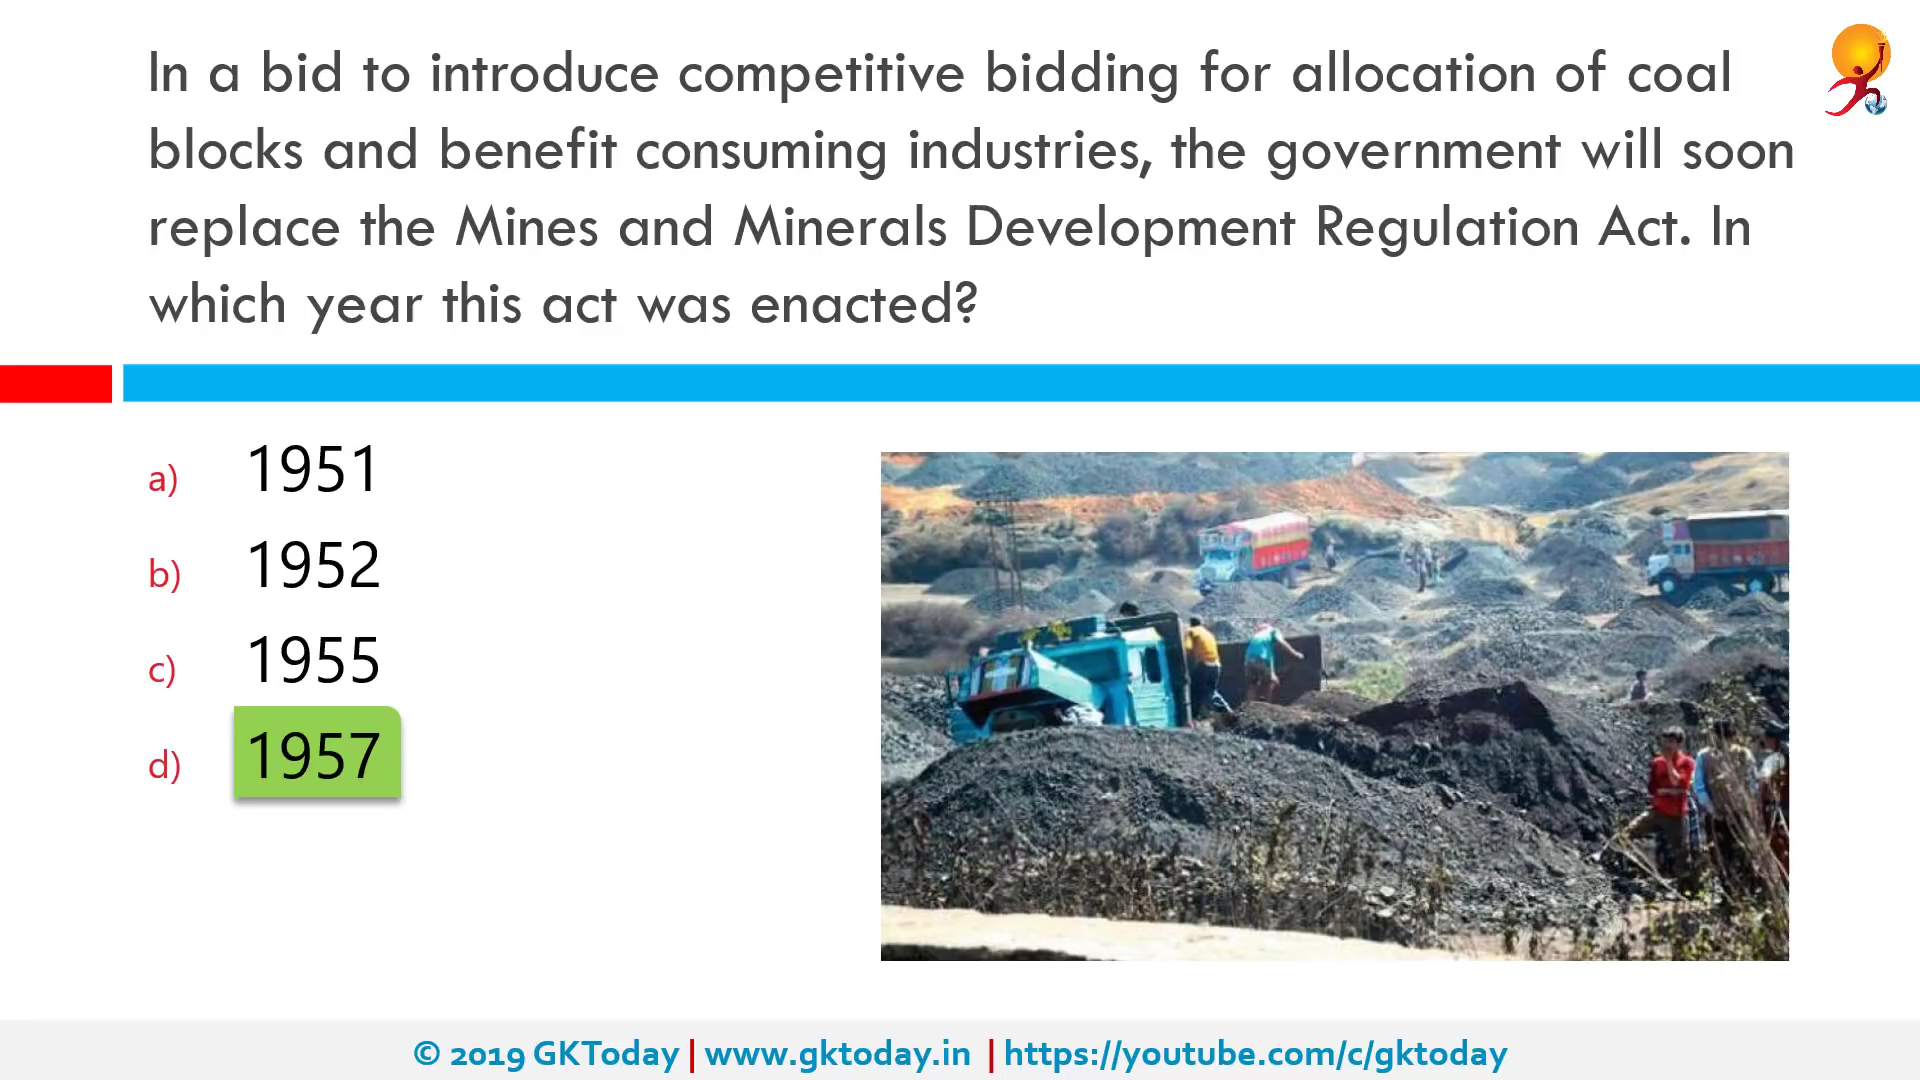 In a bid to introduce competitive bidding for allocation of coal
blocks and benefit consuming industries, the government will soon
replace the Mines and Minerals Development Regulation Act. In
which year this act was enacted?
a) 1951
b) 1952
c) 1955
d) 1957
© 2019 GKToday | www.gktoday.in | https://youtube.com/c/gktoday